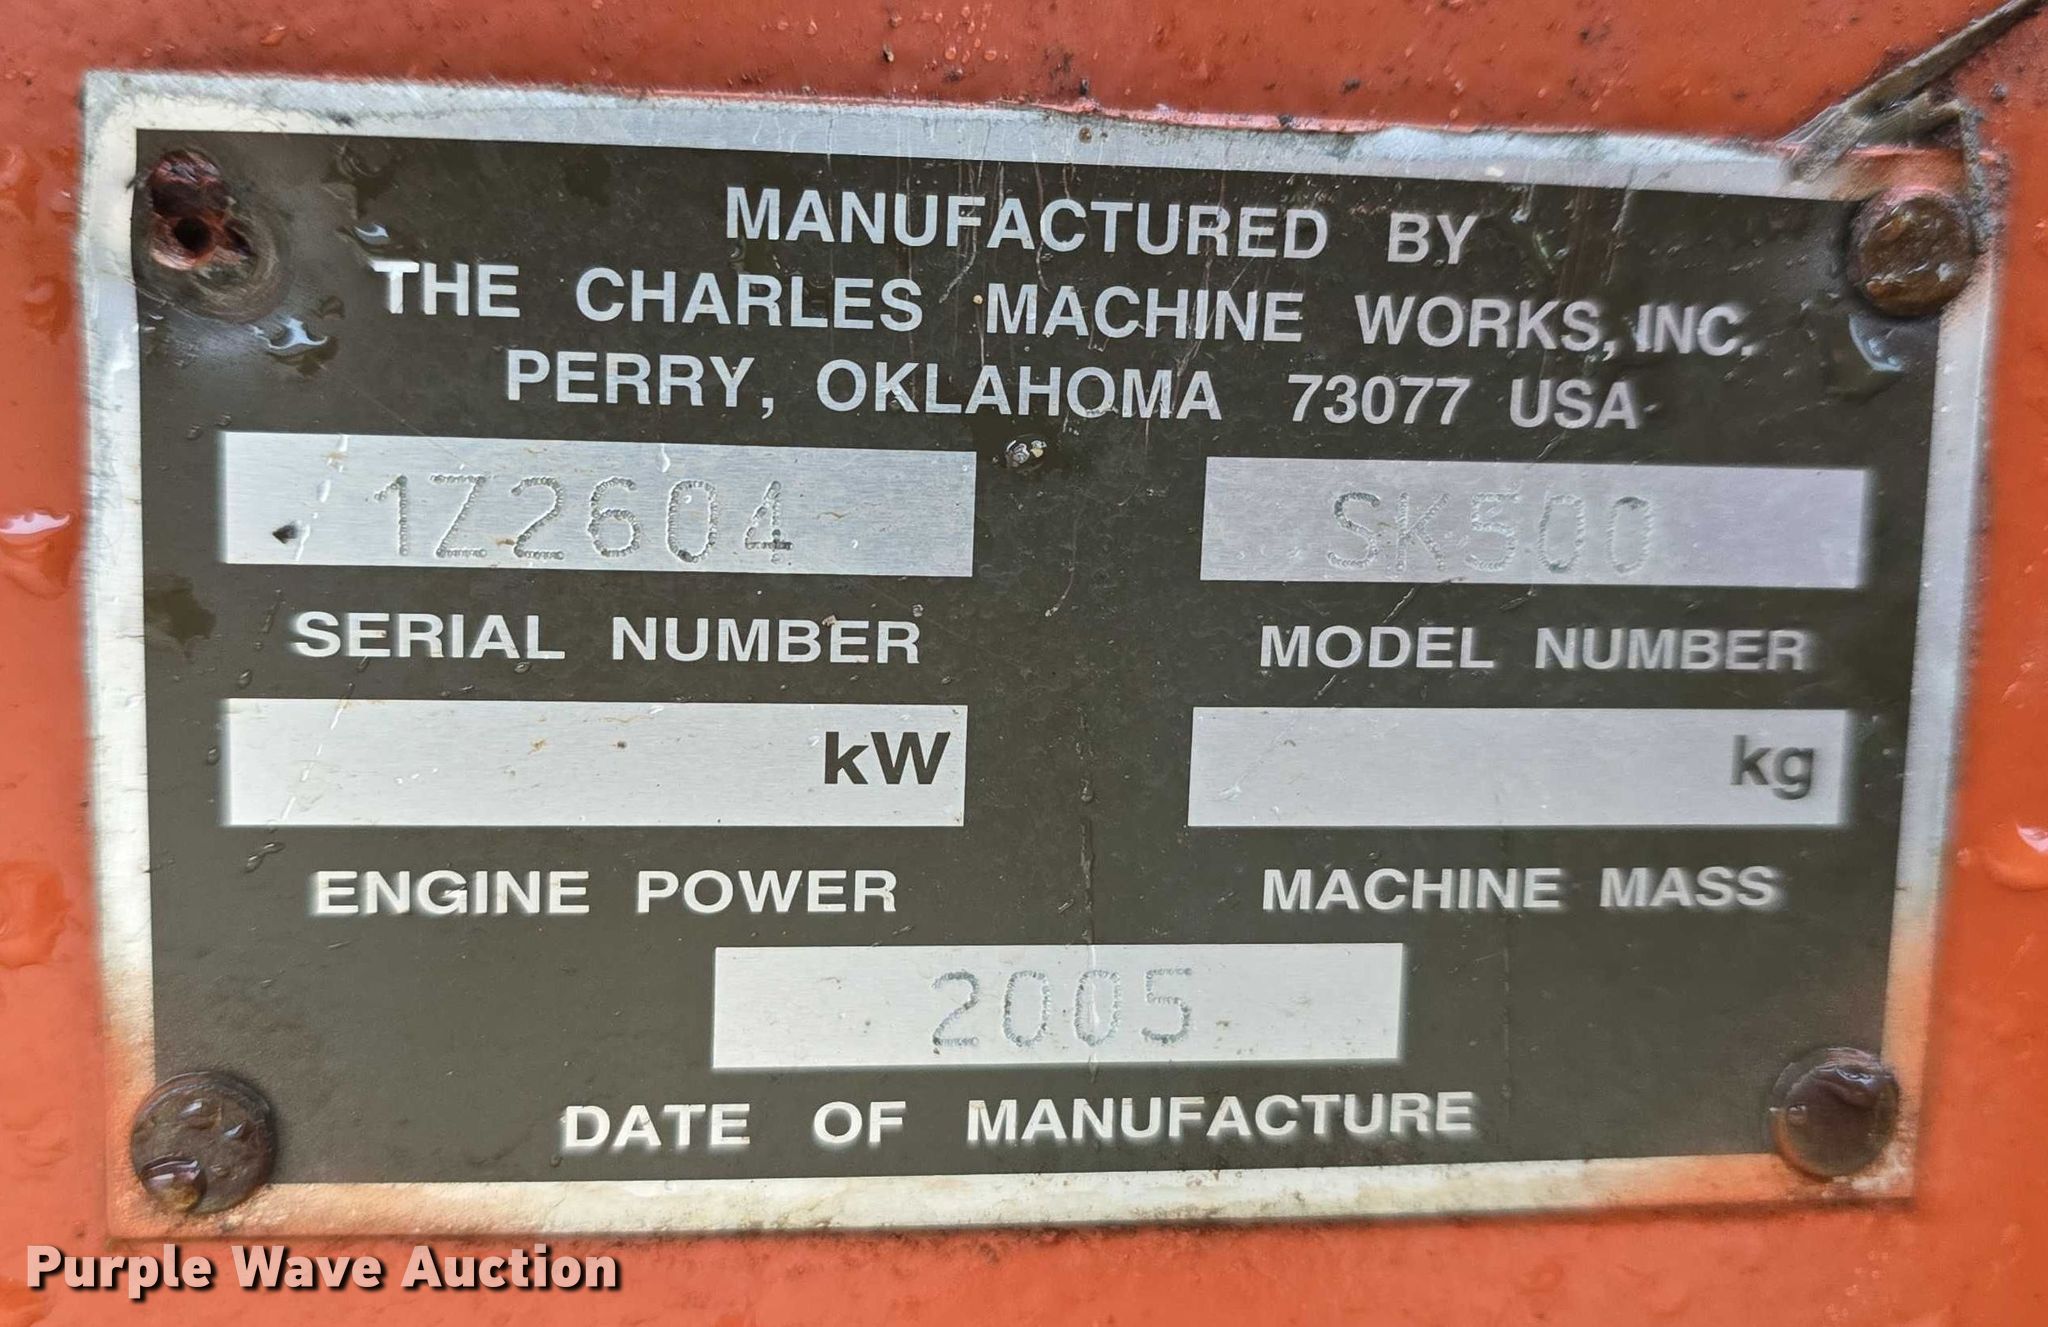 MANUFACTURED BY
THE CHARLES MACHINE WORKS, INC.
PERRY, OKLAHOMA 73077 USA
1Z2604 SK500
SERIAL NUMBER MODEL NUMBER
kW kg
ENGINE POWER MACHINE MASS
2005
DATE OF MANUFACTURE
Purple Wave Auction